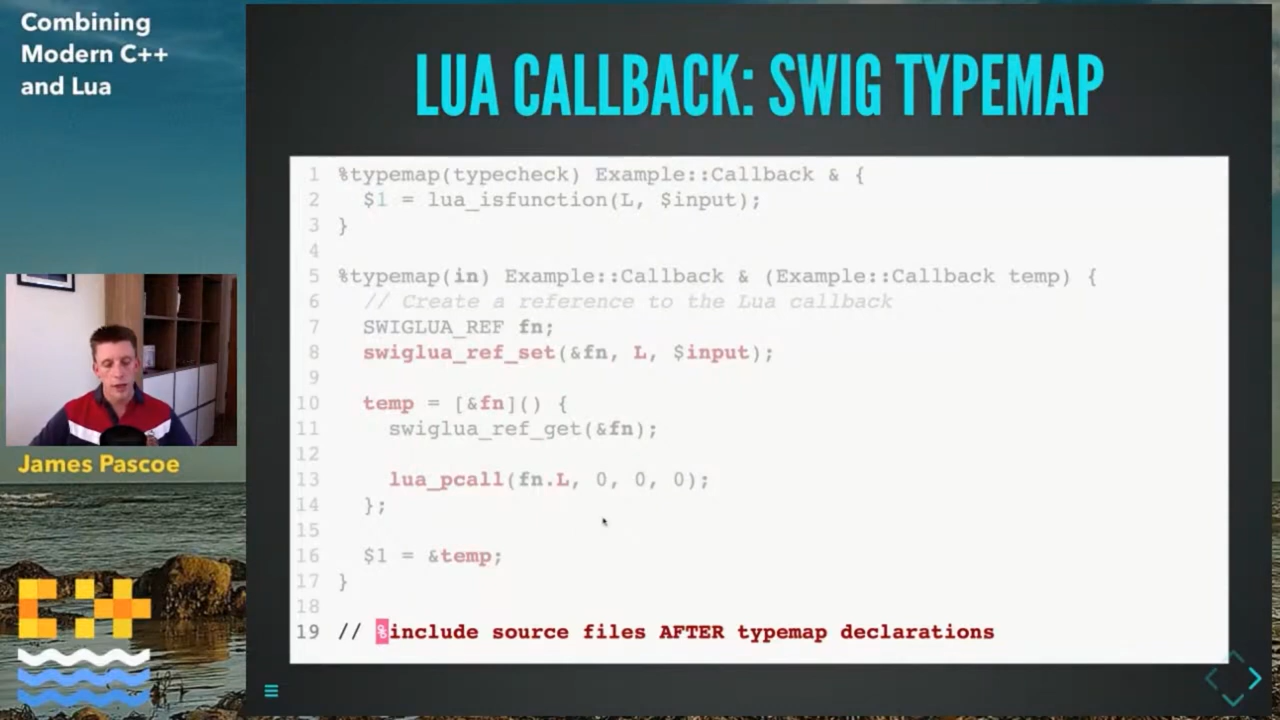 Combining
Modern C++
and Lua
LUA CALLBACK: SWIG TYPEMAP
1 %typemap(typecheck) Example::Callback & {
2   $1 = lua_isfunction(L, $input);
3 }
4
5 %typemap(in) Example::Callback & (Example::Callback temp) {
6   // Create a reference to the Lua callback
7   SWIGLUA_REF fn;
8   swiglua_ref_set(&fn, L, $input);
9
10   temp = [&fn]() {
11     swiglua_ref_get(&fn);
12
13     lua_pcall(fn.L, 0, 0, 0);
14   };
15
16   $1 = &temp;
17 }
18
19 // %include source files AFTER typemap declarations
James Pascoe
C++